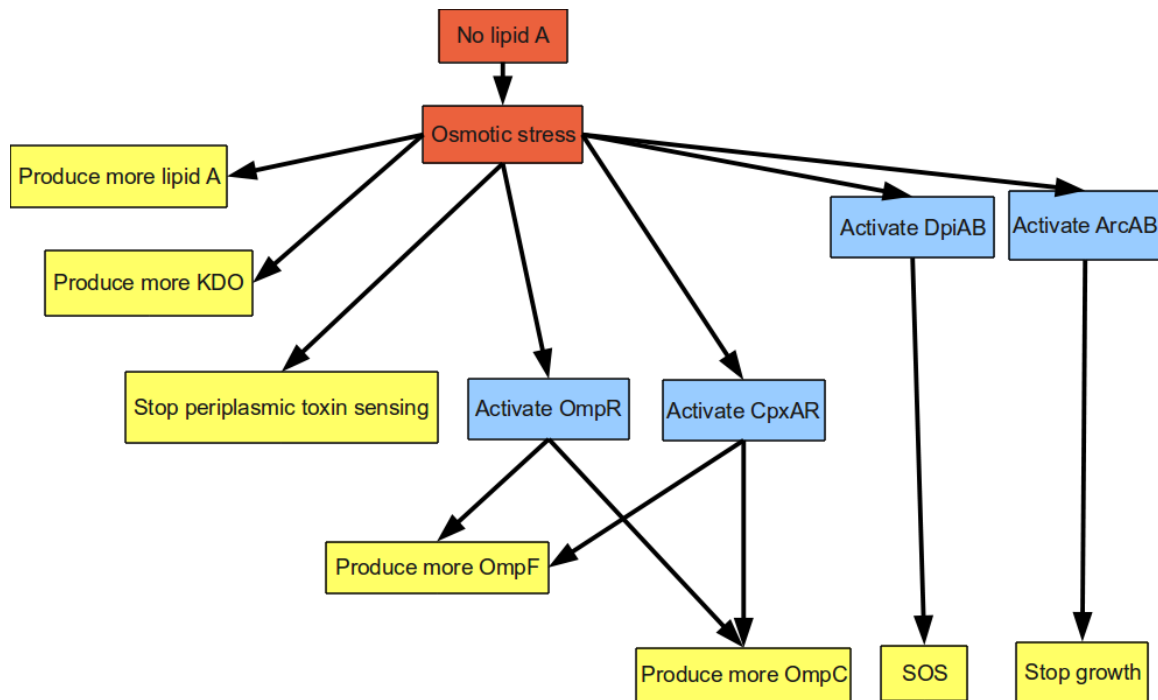 No lipid A
Osmotic stress
Produce more lipid A
Activate DpiAB
Activate ArcAB
Produce more KDO
Stop periplasmic toxin sensing
Activate OmpR
Activate CpxAR
Produce more OmpF
Produce more OmpC
SOS
Stop growth